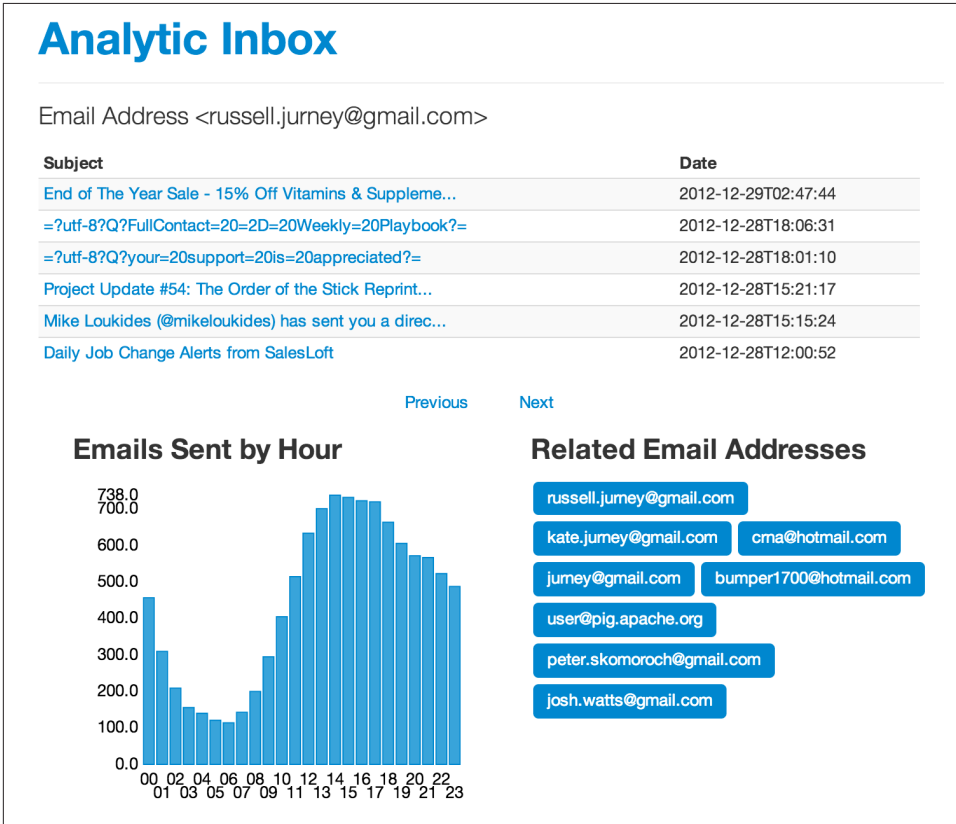 Analytic Inbox
Email Address <russell.jurney@gmail.com>
Subject Date
End of The Year Sale - 15% Off Vitamins & Suppleme... 2012-12-29T02:47:44
=?utf-8?Q?FullContact=20=2D=20Weekly=20Playbook?= 2012-12-28T18:06:31
=?utf-8?Q?your=20support=20is=20appreciated?= 2012-12-28T18:01:10
Project Update #54: The Order of the Stick Reprint... 2012-12-28T15:21:17
Mike Loukides (@mikeloukides) has sent you a direc... 2012-12-28T15:15:24
Daily Job Change Alerts from SalesLoft 2012-12-28T12:00:52
Previous Next
Emails Sent by Hour
738.0
700.0
600.0
500.0
400.0
300.0
200.0
100.0
0.0
00 02 04 06 08 10 12 14 16 18 20 22
01 03 05 07 09 11 13 15 17 19 21 23
Related Email Addresses
russell.jurney@gmail.com
kate.jurney@gmail.com cma@hotmail.com
jurney@gmail.com bumper1700@hotmail.com
user@pig.apache.org
peter.skomoroch@gmail.com
josh.watts@gmail.com